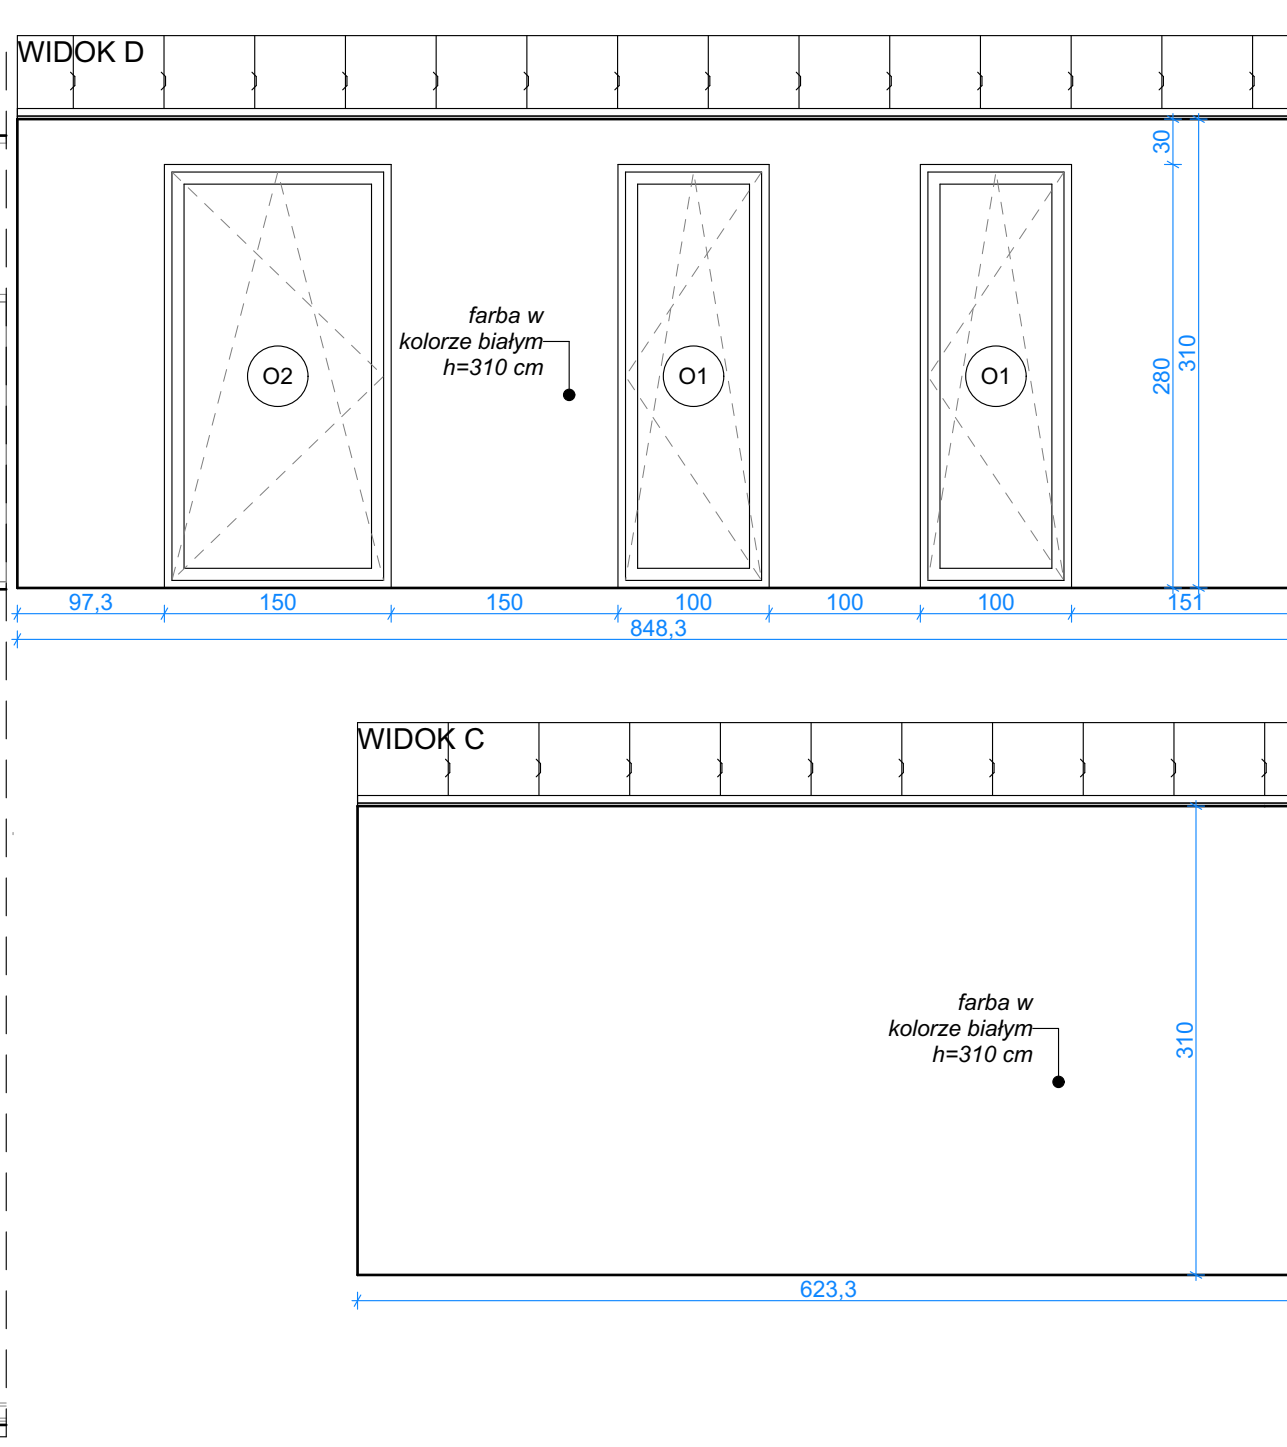 WIDOK D
30
farba w
kolorze białym
h=310 cm
O2
O1
O1
280
310
97,3
150
150
100
100
100
151
848,3
WIDOK C
farba w
kolorze białym
h=310 cm
310
623,3